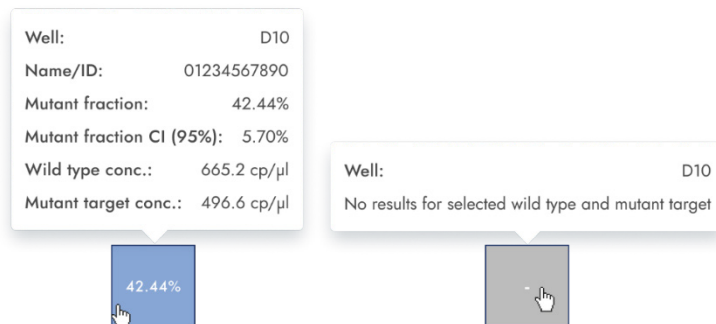 Well: D10
Name/ID: 01234567890
Mutant fraction: 42.44%
Mutant fraction CI (95%): 5.70%
Wild type conc.: 665.2 cp/µl
Mutant target conc.: 496.6 cp/µl
42.44%
Well: D10
No results for selected wild type and mutant target
-